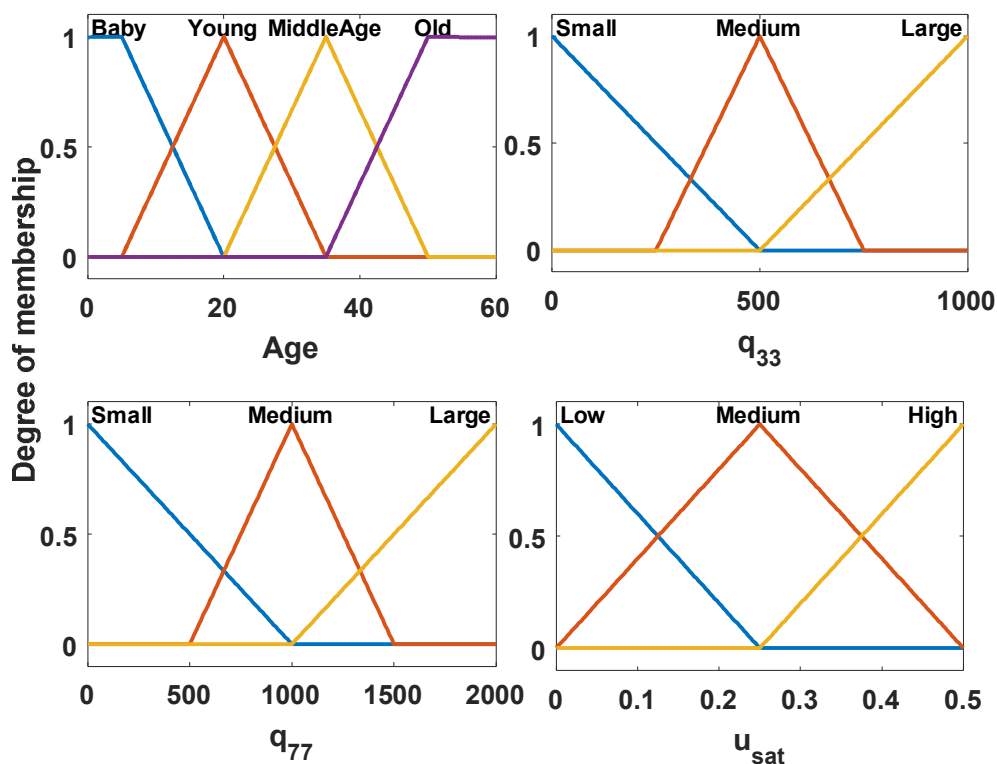 Degree of membership
Baby Young MiddleAge Old
1
0.5
0
0 20 40 60
Age
Small Medium Large
1
0.5
0
0 500 1000
q33
Small Medium Large
1
0.5
0
0 500 1000 1500 2000
q77
Low Medium High
1
0.5
0
0 0.1 0.2 0.3 0.4 0.5
usat